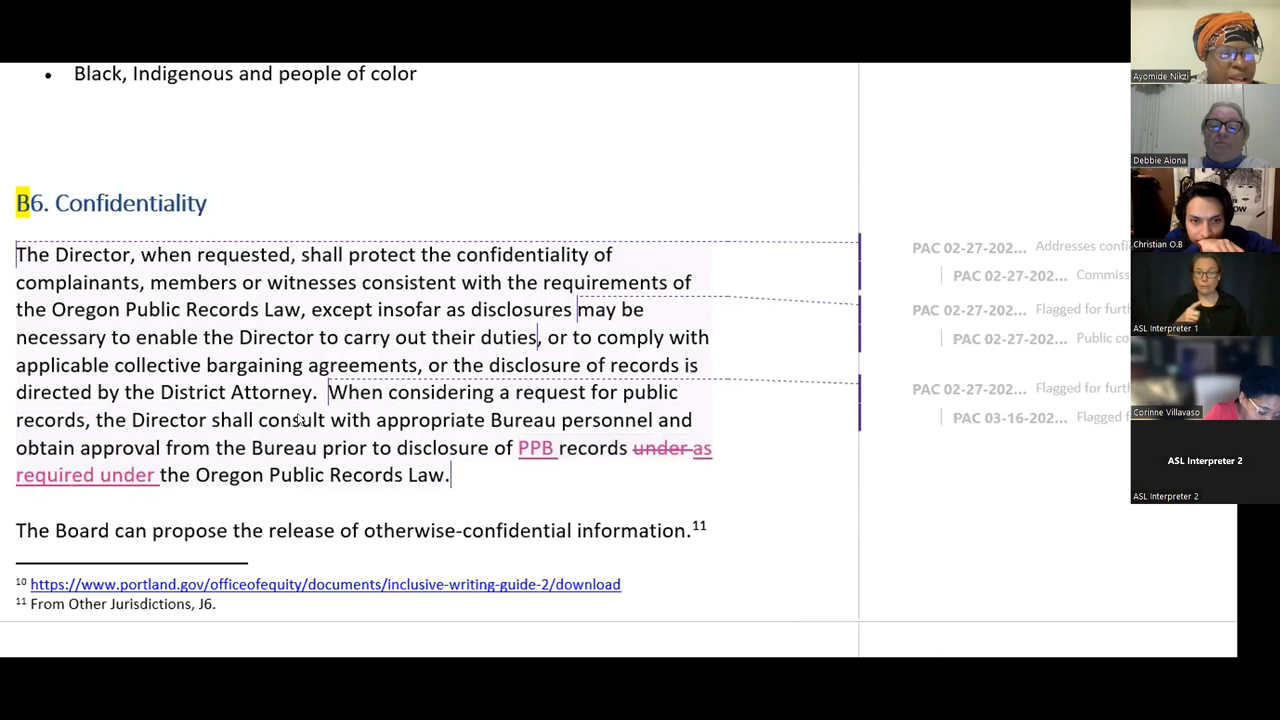 • Black, Indigenous and people of color
B6. Confidentiality
The Director, when requested, shall protect the confidentiality of
complainants, members or witnesses consistent with the requirements of
the Oregon Public Records Law, except insofar as disclosures may be
necessary to enable the Director to carry out their duties, or to comply with
applicable collective bargaining agreements, or the disclosure of records is
directed by the District Attorney. When considering a request for public
records, the Director shall consult with appropriate Bureau personnel and
obtain approval from the Bureau prior to disclosure of PPB records under as
required under the Oregon Public Records Law.
The Board can propose the release of otherwise-confidential information.11
10 https://www.portland.gov/officeofequity/documents/inclusive-writing-guide-2/download
11 From Other Jurisdictions, J6.
PAC 02-27-202... Addresses confi
PAC 02-27-202... Commiss
PAC 02-27-202... Flagged for furth
PAC 02-27-202... Public co
PAC 02-27-202... Flagged for furth
PAC 03-16-202... Flagged f
Ayomide Nikzi
Debbie Aiona
Christian O.B
ASL Interpreter 1
Corinne Villavaso
ASL Interpreter 2
ASL Interpreter 2